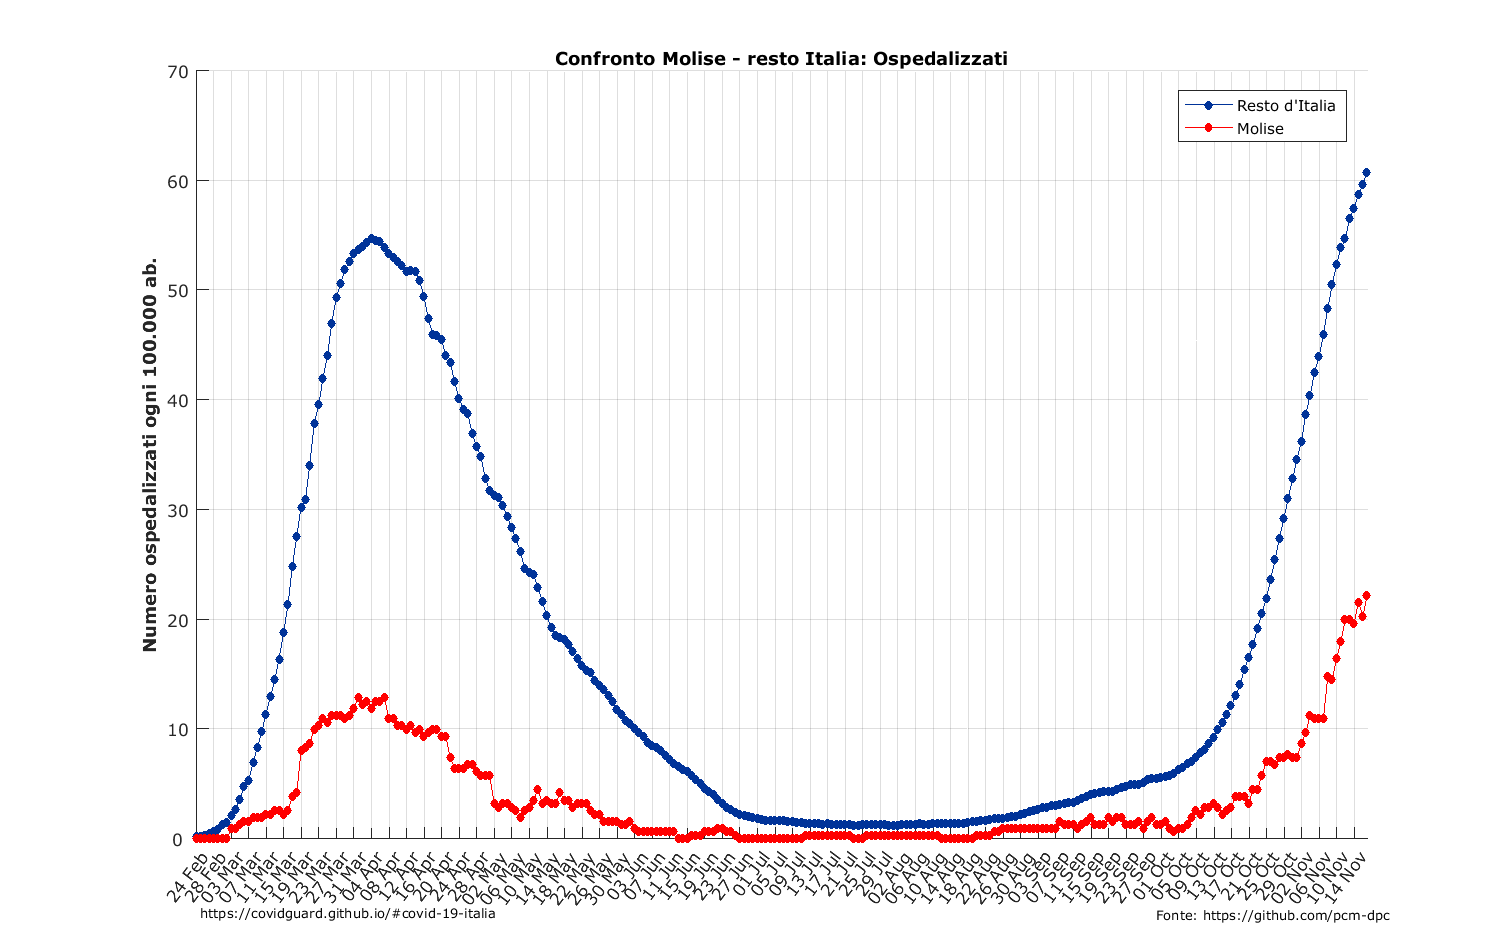 Confronto Molise - resto Italia: Ospedalizzati
70
60
50
40
30
20
10
0
Numero ospedalizzati ogni 100.000 ab.
Resto d'Italia
Molise
24 Feb
28 Feb
03 Mar
07 Mar
11 Mar
15 Mar
19 Mar
23 Mar
27 Mar
31 Mar
04 Apr
08 Apr
12 Apr
16 Apr
20 Apr
24 Apr
28 Apr
02 May
06 May
10 May
14 May
18 May
22 May
26 May
30 May
03 Jun
07 Jun
11 Jun
15 Jun
19 Jun
23 Jun
27 Jun
01 Jul
05 Jul
09 Jul
13 Jul
17 Jul
21 Jul
25 Jul
29 Jul
02 Aug
06 Aug
10 Aug
14 Aug
18 Aug
22 Aug
26 Aug
30 Aug
03 Sep
07 Sep
11 Sep
15 Sep
19 Sep
23 Sep
27 Sep
01 Oct
05 Oct
09 Oct
13 Oct
17 Oct
21 Oct
25 Oct
29 Oct
02 Nov
06 Nov
10 Nov
14 Nov
https://covidguard.github.io/#covid-19-italia
Fonte: https://github.com/pcm-dpc